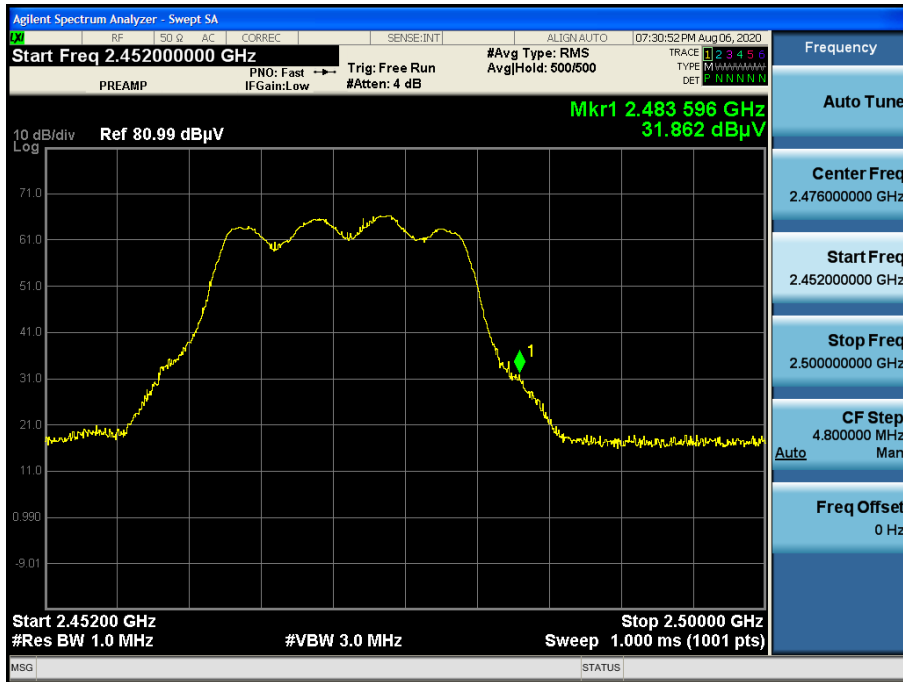 Agilent Spectrum Analyzer - Swept SA
LXI RF 50 Ω AC CORREC SENSE:INT ALIGN AUTO 07:30:52 PM Aug 06, 2020
Start Freq 2.452000000 GHz
PREAMP
PNO: Fast
IFGain:Low
Trig: Free Run
#Atten: 4 dB
#Avg Type: RMS
Avg|Hold: 500/500
TRACE 1 2 3 4 5 6
TYPE M
DET P N N N N N
Mkr1 2.483 596 GHz
31.862 dBµV
10 dB/div Ref 80.99 dBµV
Log
71.0
61.0
51.0
41.0
31.0
21.0
11.0
0.990
-9.01
1
Start 2.45200 GHz Stop 2.50000 GHz
#Res BW 1.0 MHz #VBW 3.0 MHz Sweep 1.000 ms (1001 pts)
MSG STATUS
Frequency
Auto Tune
Center Freq
2.476000000 GHz
Start Freq
2.452000000 GHz
Stop Freq
2.500000000 GHz
CF Step
4.800000 MHz
Auto Man
Freq Offset
0 Hz